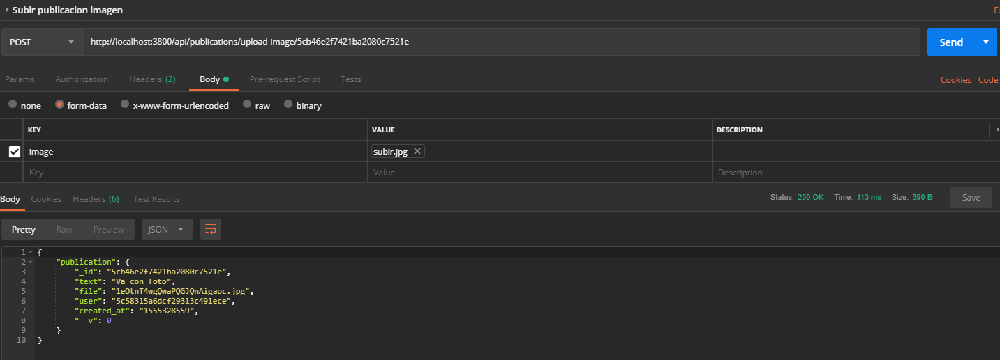 Subir publicacion imagen
POST http://localhost:3800/api/publications/upload-image/5cb46e2f7421ba2080c7521e Send
Params Authorization Headers (2) Body Pre-request Script Tests Cookies Code
none form-data x-www-form-urlencoded raw binary
KEY VALUE DESCRIPTION
image subir.jpg
Key Value Description
Body Cookies Headers (6) Test Results Status: 200 OK Time: 113 ms Size: 390 B Save
Pretty Raw Preview JSON
1 {
2 "publication": {
3 "_id": "5cb46e2f7421ba2080c7521e",
4 "text": "Va con foto",
5 "file": "1eOtnT4wgQwaPQGJQnAigaoc.jpg",
6 "user": "5c58315a6dcf29313c491ece",
7 "created_at": "1555328559",
8 "__v": 0
9 }
10 }